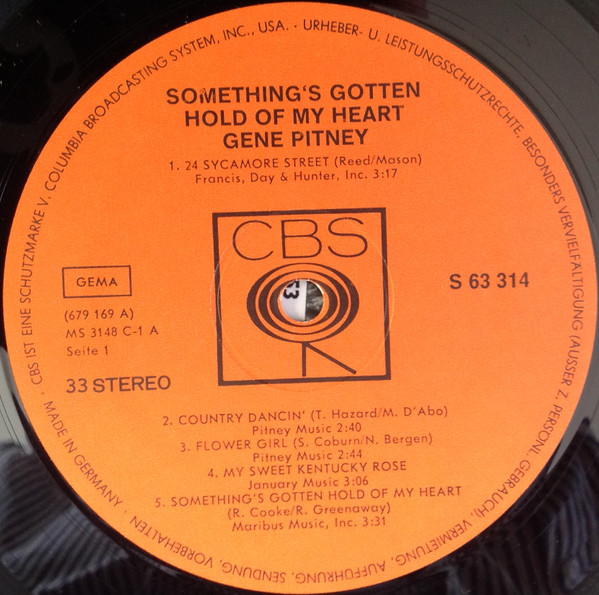 CBS IST EINE SCHUTZMARKE V. COLUMBIA BROADCASTING SYSTEM, INC., USA. · URHEBER- U. LEISTUNGSSCHUTZRECHTE, BESONDERS VERVIELFÄLTIGUNG (AUSSER Z. PERSÖNL. GEBRAUCH), VERMIETUNG, AUFFÜHRUNG, SENDUNG, VORBEHALTEN · MADE IN GERMANY ·
SOMETHING'S GOTTEN
HOLD OF MY HEART
GENE PITNEY
1. 24 SYCAMORE STREET (Reed/Mason)
Francis, Day & Hunter, Inc. 3:17
CBS
GEMA
S 63 314
(679 169 A)
MS 3148 C-1 A
Seite 1
33 STEREO
2. COUNTRY DANCIN' (T. Hazard/M. D'Abo)
Pitney Music 2:40
3. FLOWER GIRL (S. Coburn/N. Bergen)
Pitney Music 2:44
4. MY SWEET KENTUCKY ROSE
January Music 3:06
5. SOMETHING'S GOTTEN HOLD OF MY HEART
(R. Cooke/R. Greenaway)
Maribus Music, Inc. 3:31